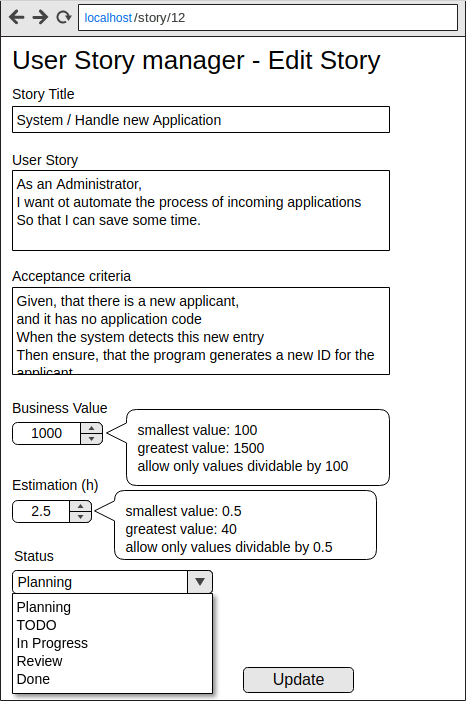 localhost/story/12
User Story manager - Edit Story
Story Title
System / Handle new Application
User Story
As an Administrator,
I want ot automate the process of incoming applications
So that I can save some time.
Acceptance criteria
Given, that there is a new applicant,
and it has no application code
When the system detects this new entry
Then ensure, that the program generates a new ID for the
applicant
Business Value
1000
smallest value: 100
greatest value: 1500
allow only values dividable by 100
Estimation (h)
2.5
smallest value: 0.5
greatest value: 40
allow only values dividable by 0.5
Status
Planning
Planning
TODO
In Progress
Review
Done
Update